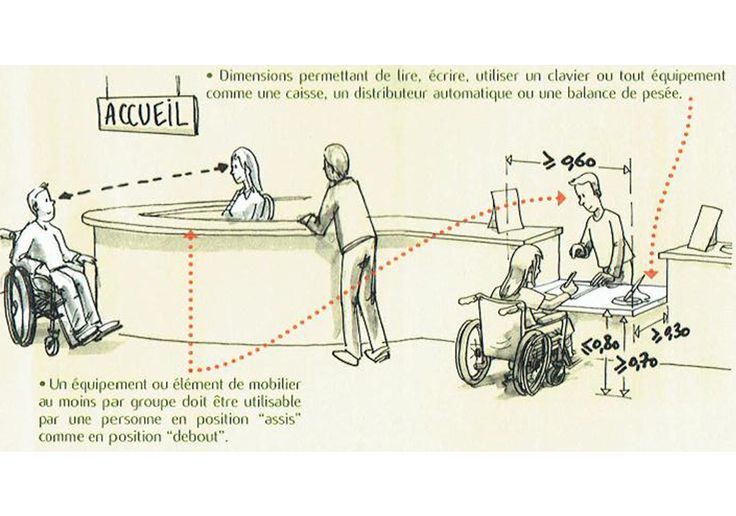 • Dimensions permettant de lire, écrire, utiliser un clavier ou tout équipement
comme une caisse, un distributeur automatique ou une balance de pesée.
ACCUEIL
≥ 0,60
≥ 0,30
≤ 0,80
≥ 0,70
• Un équipement ou élément de mobilier
au moins par groupe doit être utilisable
par une personne en position “assis”
comme en position “debout”.